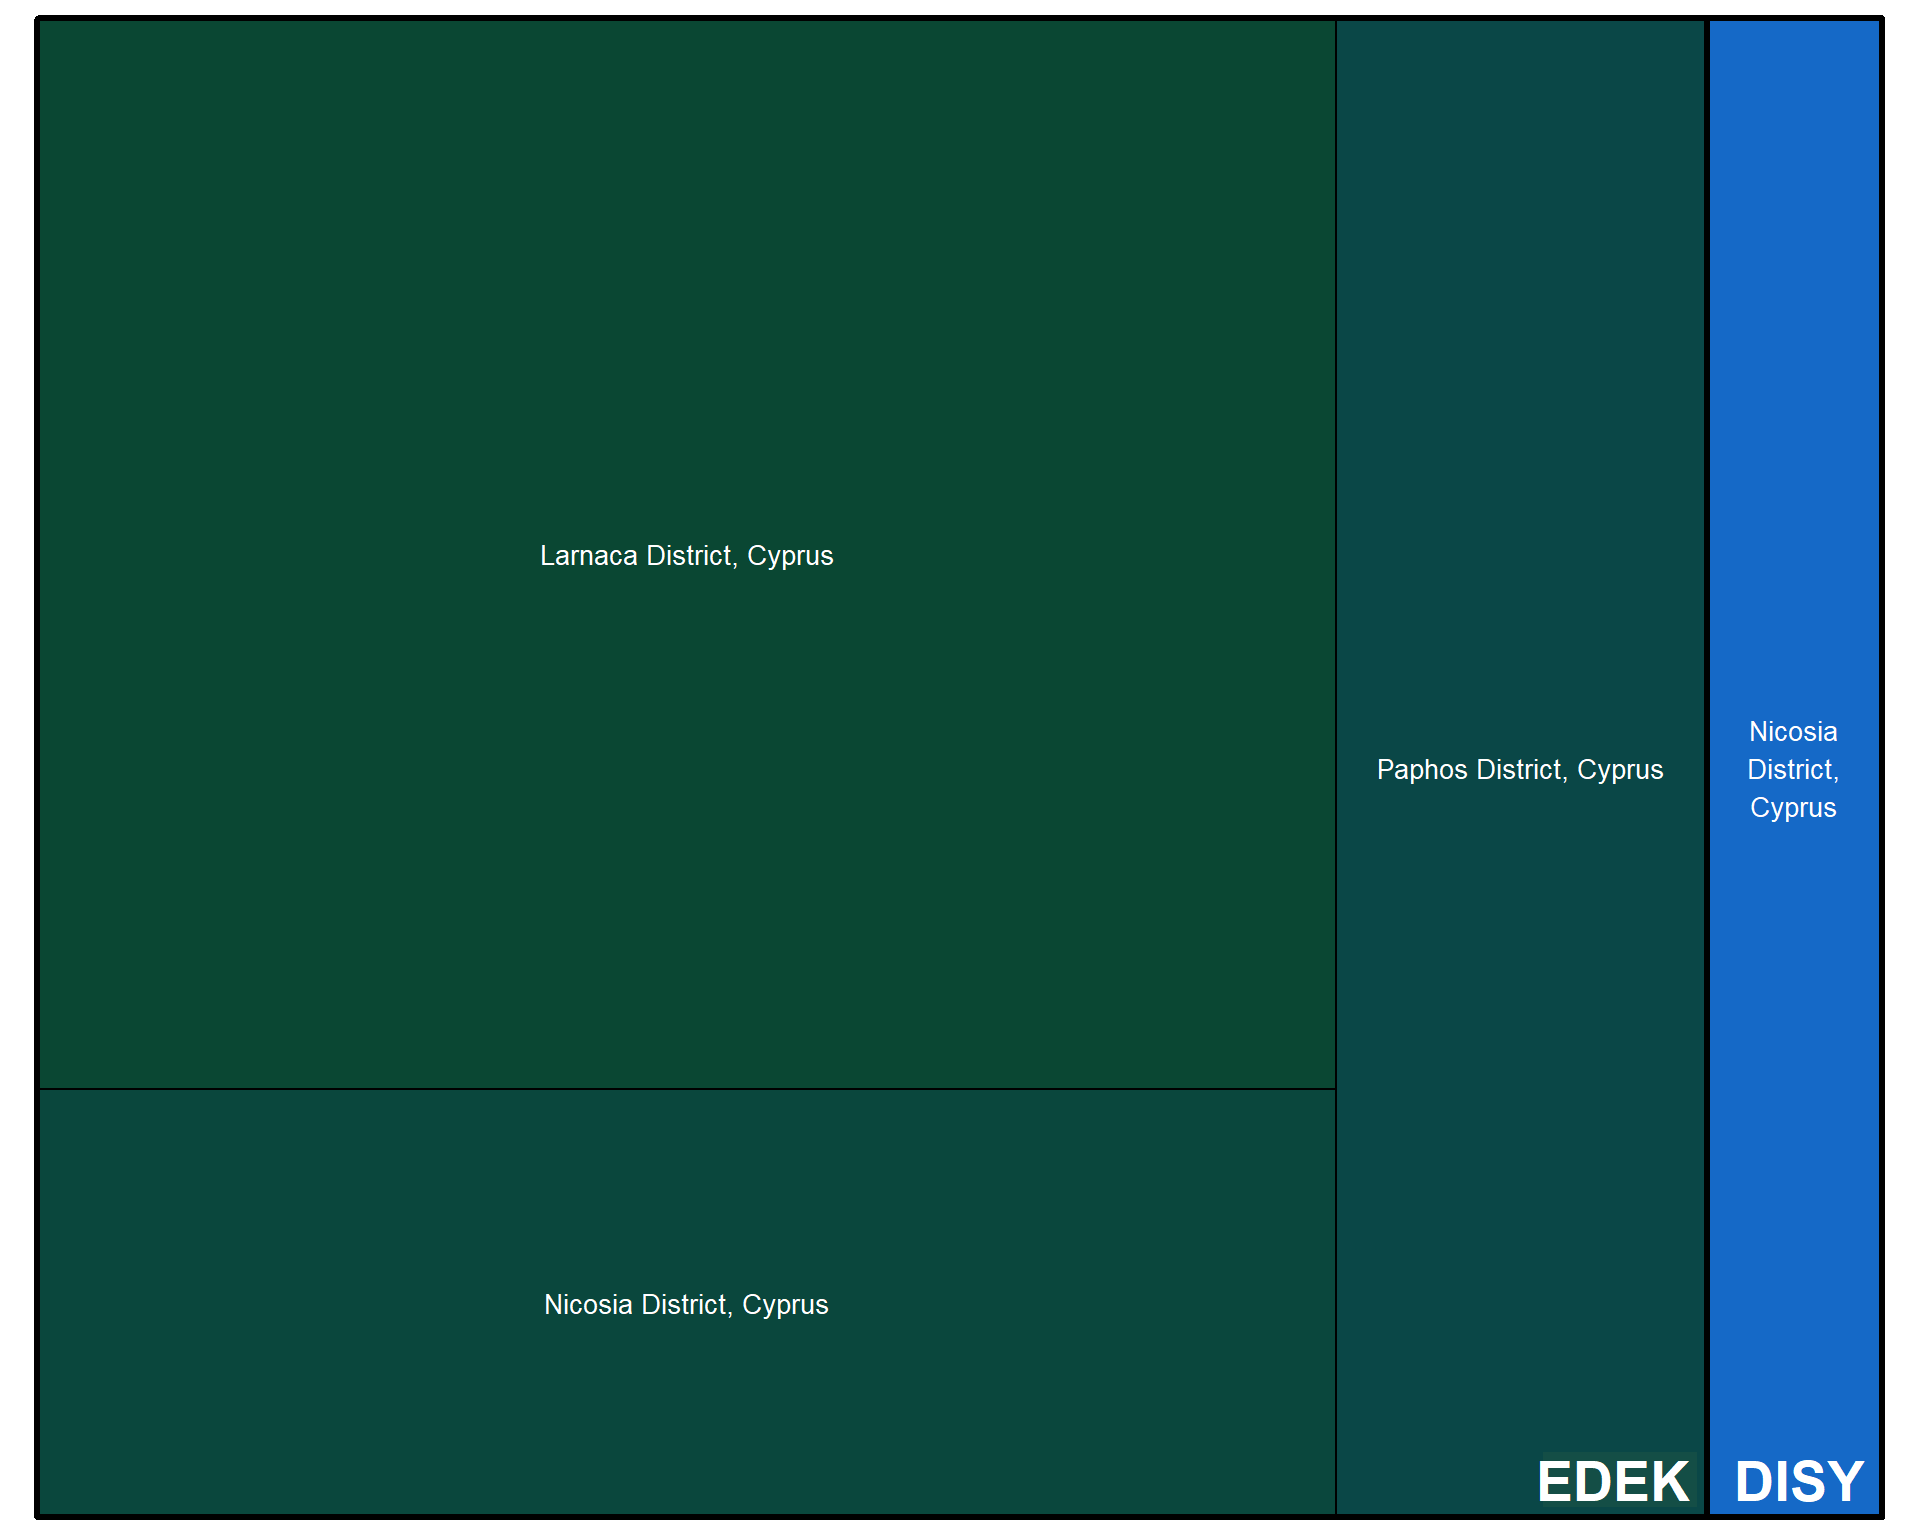 Larnaca District, Cyprus
Nicosia District, Cyprus
Paphos District, Cyprus
EDEK
Nicosia
District,
Cyprus
DISY